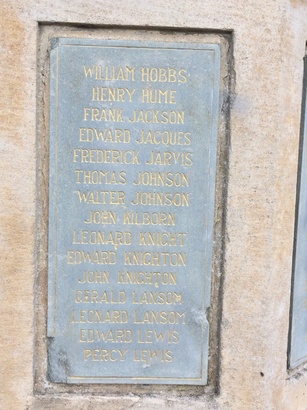 WILLIAM HOBBS
HENRY HUME
FRANK JACKSON
EDWARD JACQUES
FREDERICK JARVIS
THOMAS JOHNSON
WALTER JOHNSON
JOHN KILBORN
LEONARD KNIGHT
EDWARD KNIGHTON
JOHN KNIGHTON
GERALD LANSOM
LEONARD LANSOM
EDWARD LEWIS
PERCY LEWIS